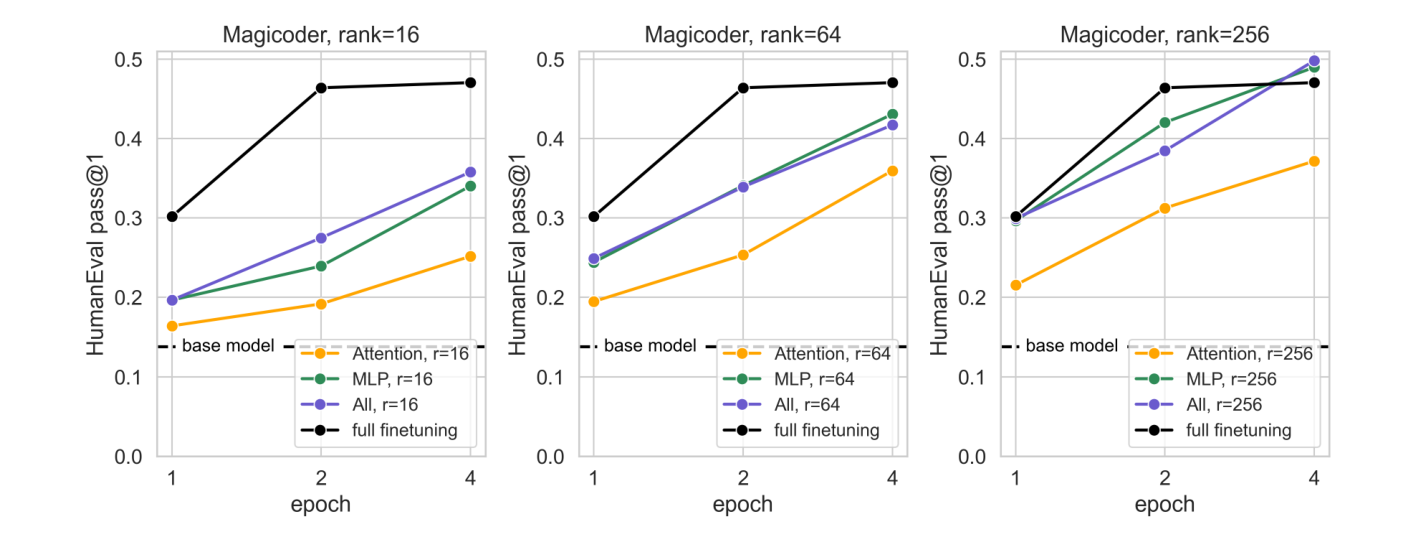 Magicoder, rank=16
HumanEval pass@1
0.5
0.4
0.3
0.2
0.1
0.0
base model
Attention, r=16
MLP, r=16
All, r=16
full finetuning
1 2 4
epoch
Magicoder, rank=64
HumanEval pass@1
0.5
0.4
0.3
0.2
0.1
0.0
base model
Attention, r=64
MLP, r=64
All, r=64
full finetuning
1 2 4
epoch
Magicoder, rank=256
HumanEval pass@1
0.5
0.4
0.3
0.2
0.1
0.0
base model
Attention, r=256
MLP, r=256
All, r=256
full finetuning
1 2 4
epoch